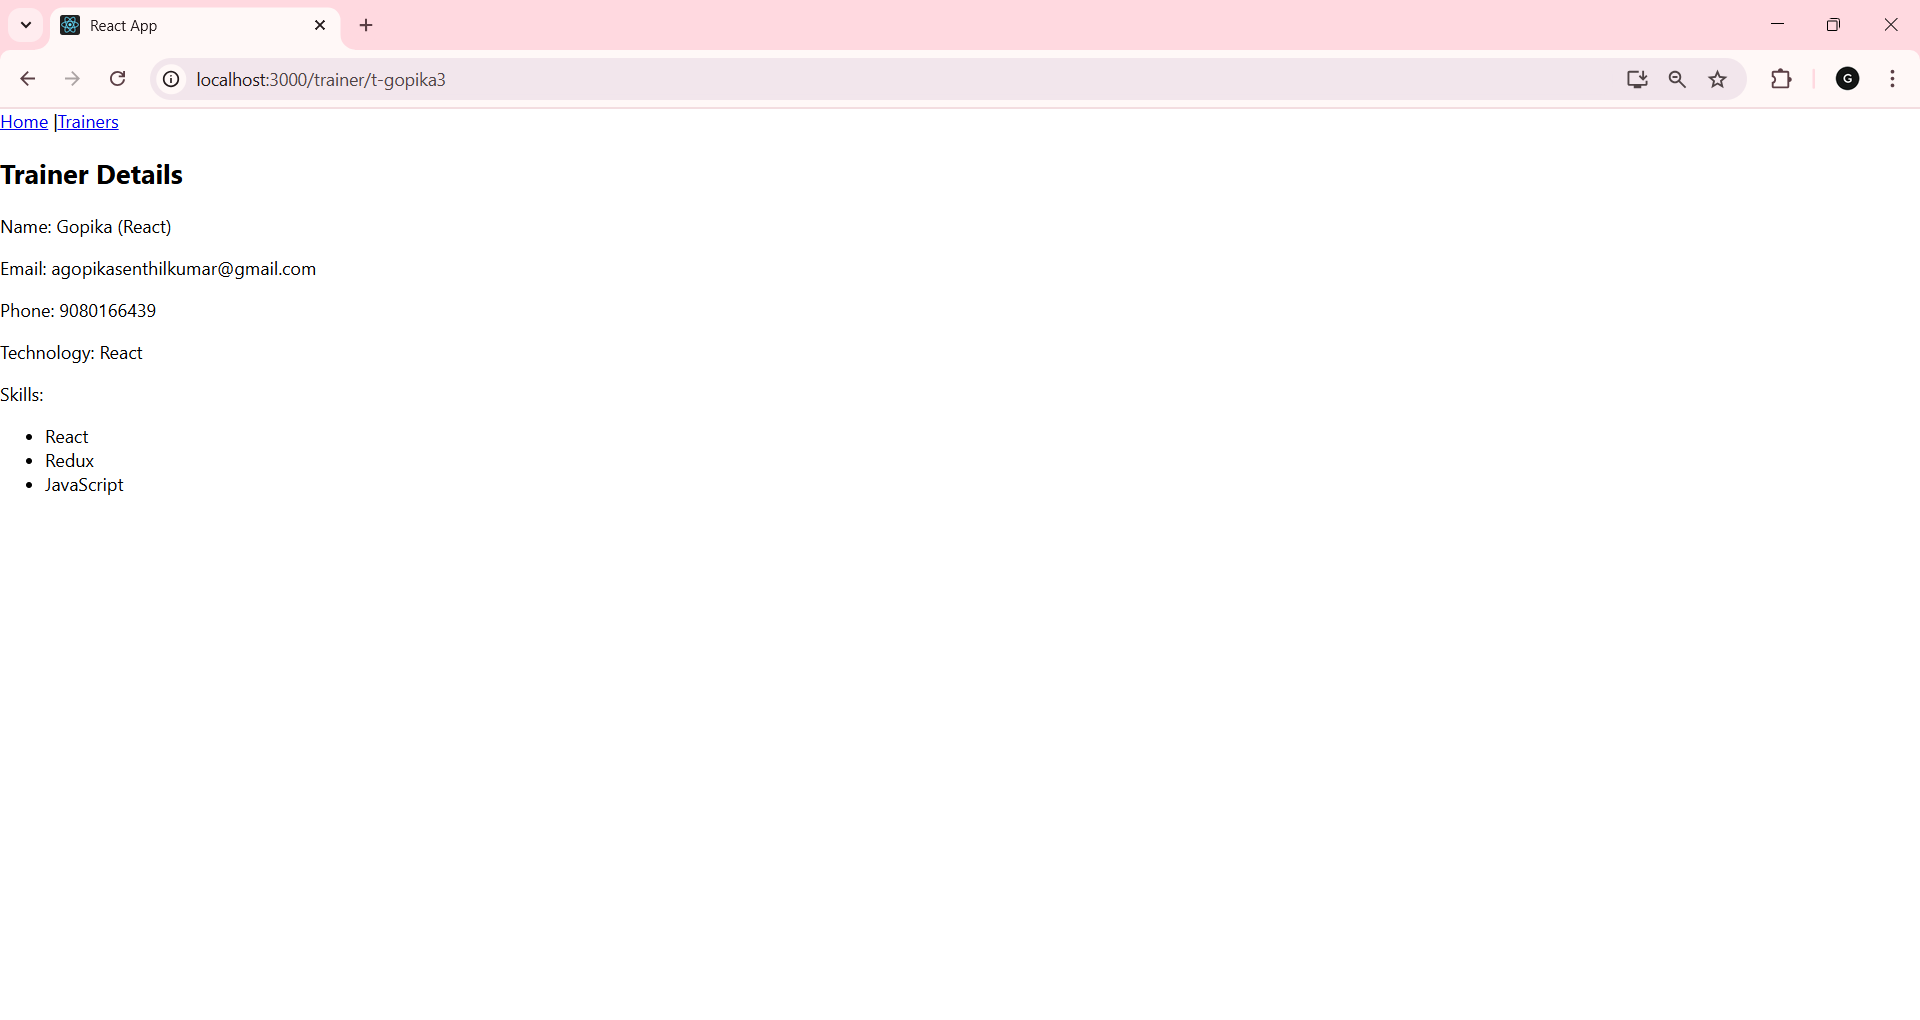 React App
localhost:3000/trainer/t-gopika3
G
Home |Trainers
Trainer Details
Name: Gopika (React)
Email: agopikasenthilkumar@gmail.com
Phone: 9080166439
Technology: React
Skills:
• React
• Redux
• JavaScript